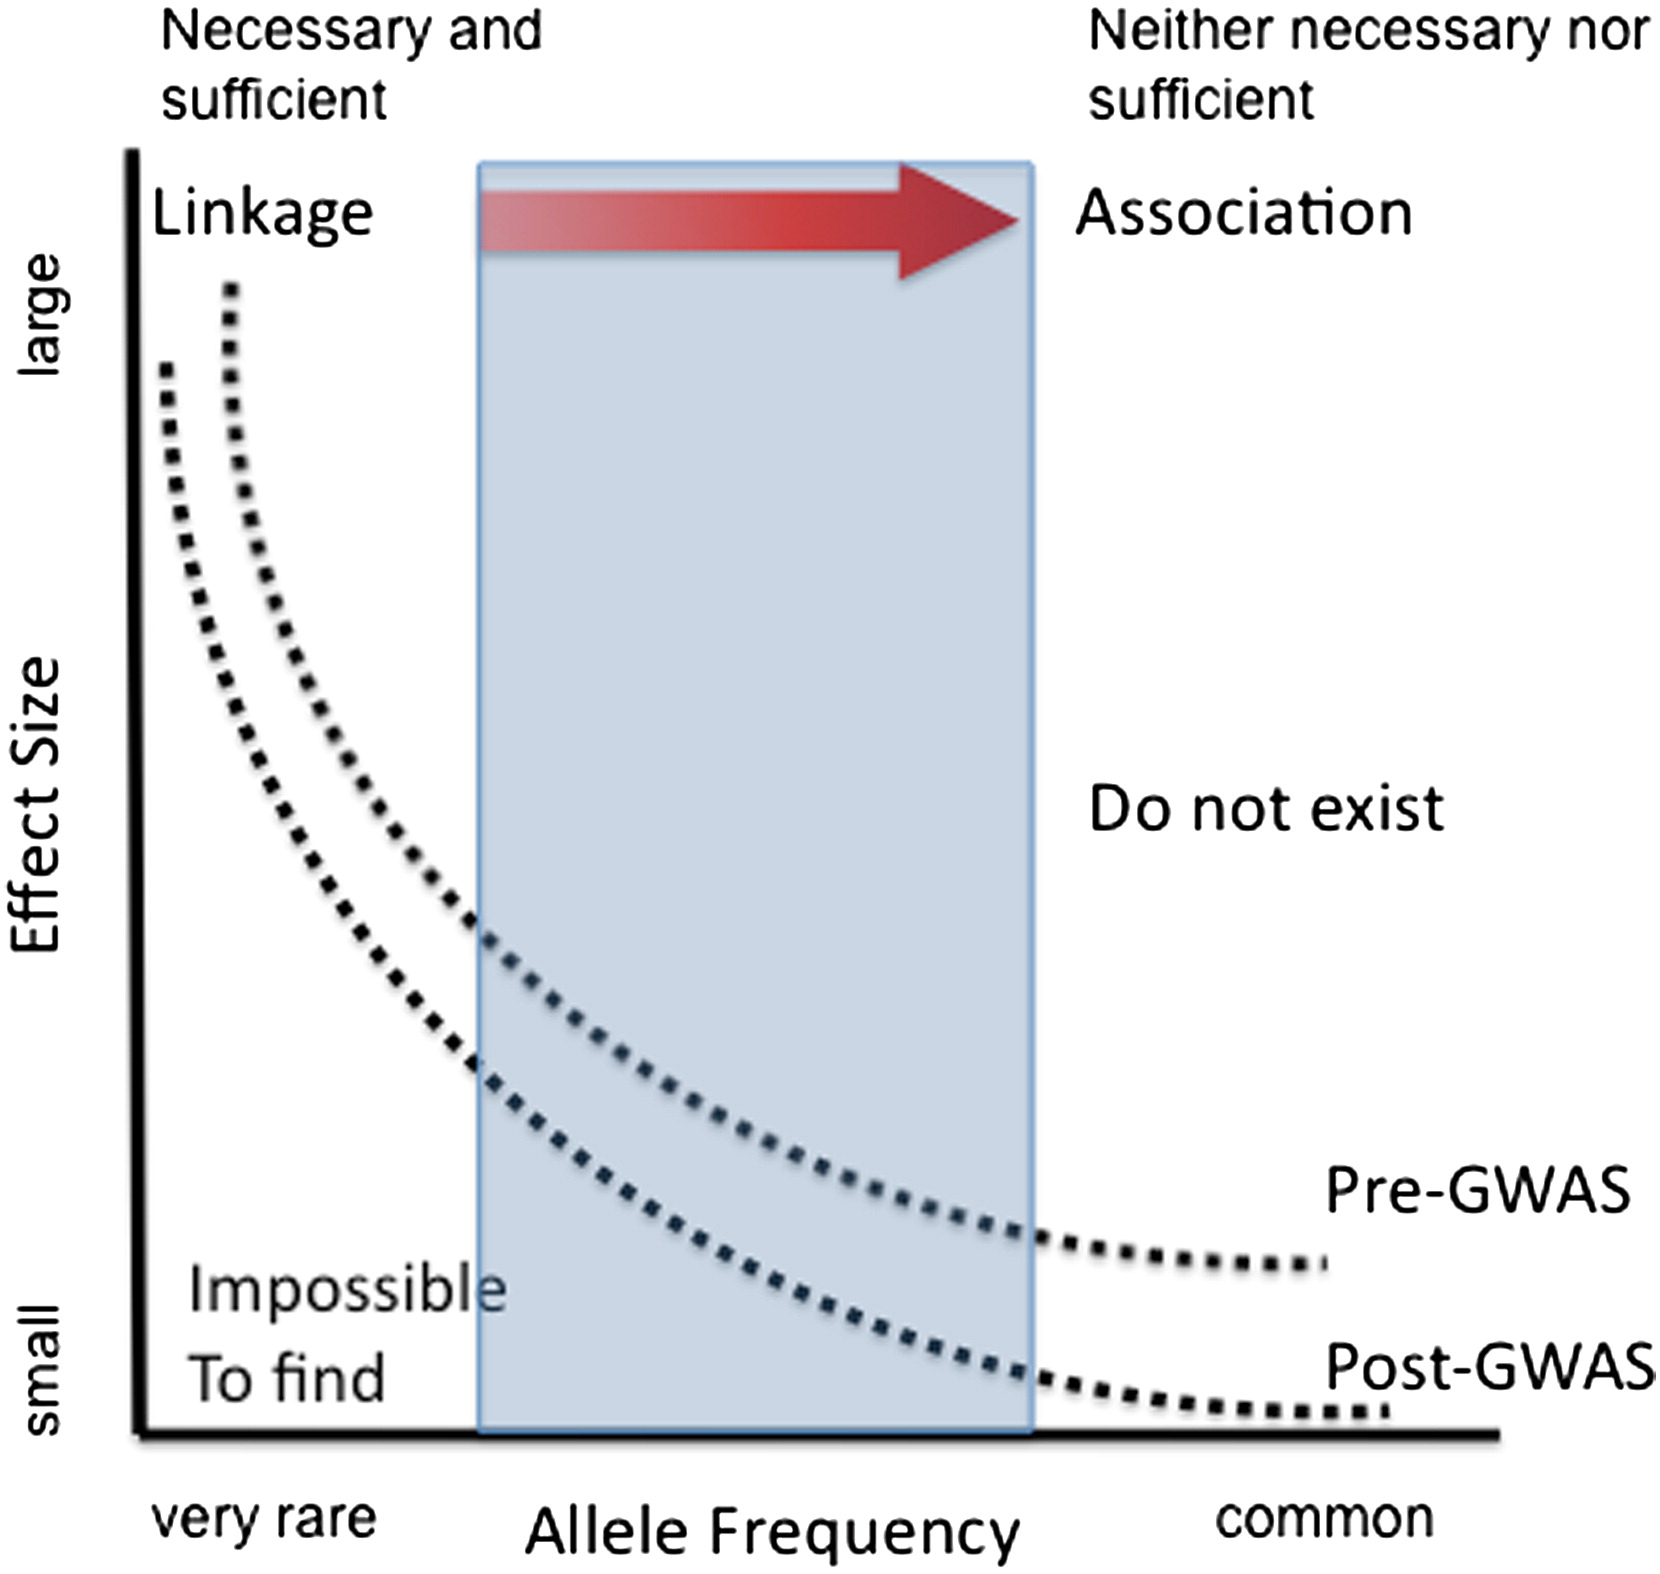 Necessary and
sufficient
Neither necessary nor
sufficient
Linkage
Association
large
Effect Size
small
Do not exist
Pre-GWAS
Post-GWAS
Impossible
To find
very rare
Allele Frequency
common